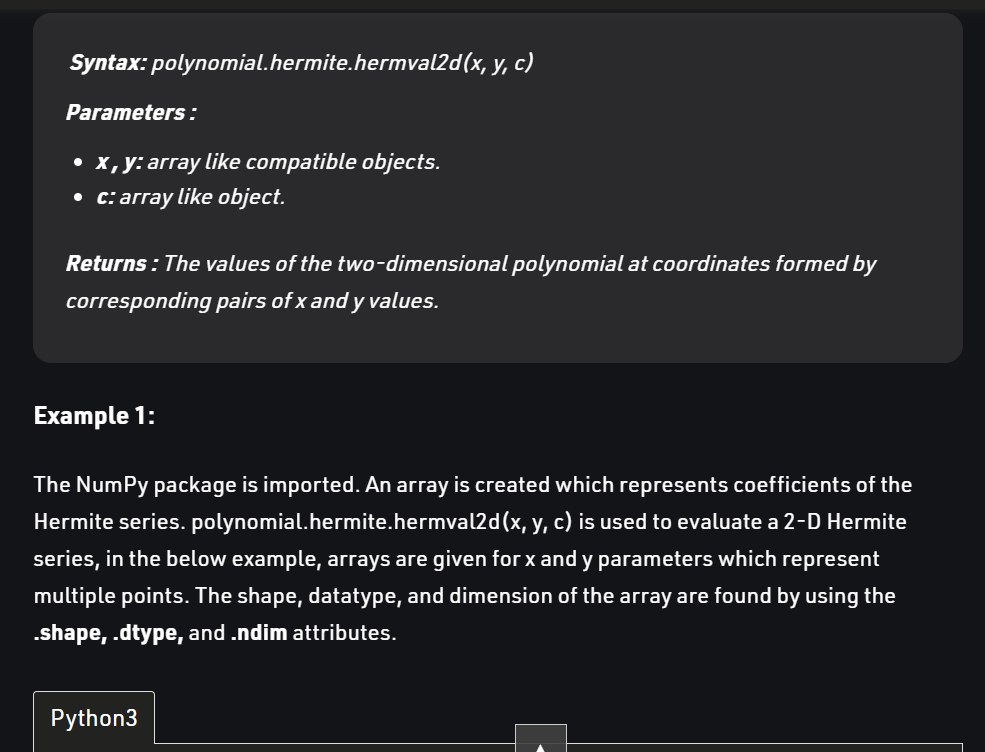 Syntax: polynomial.hermite.hermval2d(x, y, c)
Parameters :
• x , y: array like compatible objects.
• c: array like object.
Returns : The values of the two-dimensional polynomial at coordinates formed by
corresponding pairs of x and y values.
Example 1:
The NumPy package is imported. An array is created which represents coefficients of the
Hermite series. polynomial.hermite.hermval2d(x, y, c) is used to evaluate a 2-D Hermite
series, in the below example, arrays are given for x and y parameters which represent
multiple points. The shape, datatype, and dimension of the array are found by using the
.shape, .dtype, and .ndim attributes.
Python3